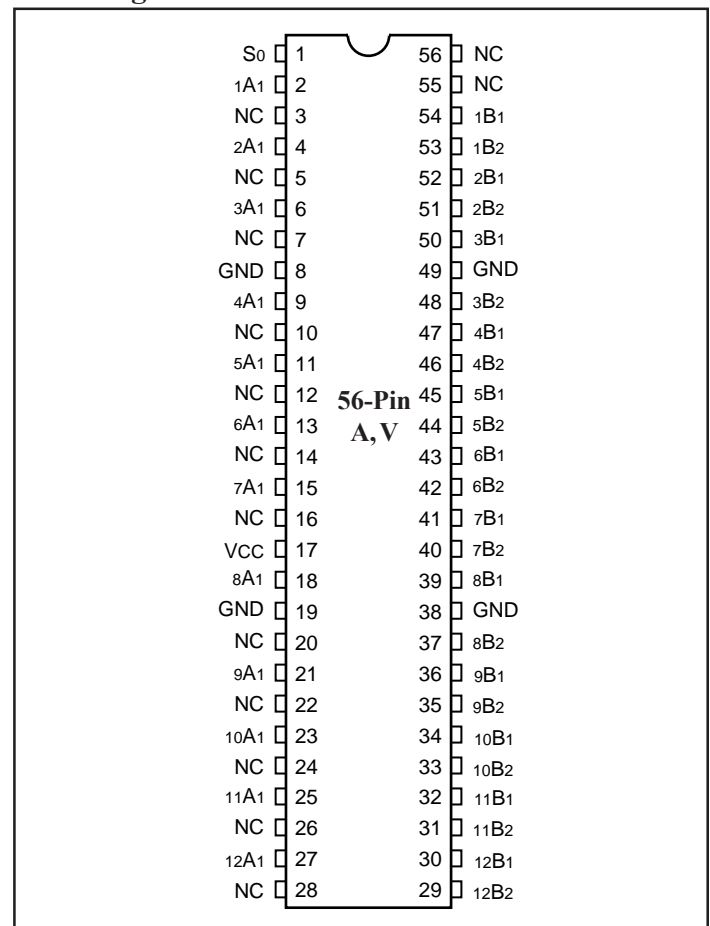 S0 1 56 NC
1A1 2 55 NC
NC 3 54 1B1
2A1 4 53 1B2
NC 5 52 2B1
3A1 6 51 2B2
NC 7 50 3B1
GND 8 49 GND
4A1 9 48 3B2
NC 10 47 4B1
5A1 11 46 4B2
NC 12 45 5B1
56-Pin
6A1 13 44 5B2
A, V
NC 14 43 6B1
7A1 15 42 6B2
NC 16 41 7B1
VCC 17 40 7B2
8A1 18 39 8B1
GND 19 38 GND
NC 20 37 8B2
9A1 21 36 9B1
NC 22 35 9B2
10A1 23 34 10B1
NC 24 33 10B2
11A1 25 32 11B1
NC 26 31 11B2
12A1 27 30 12B1
NC 28 29 12B2